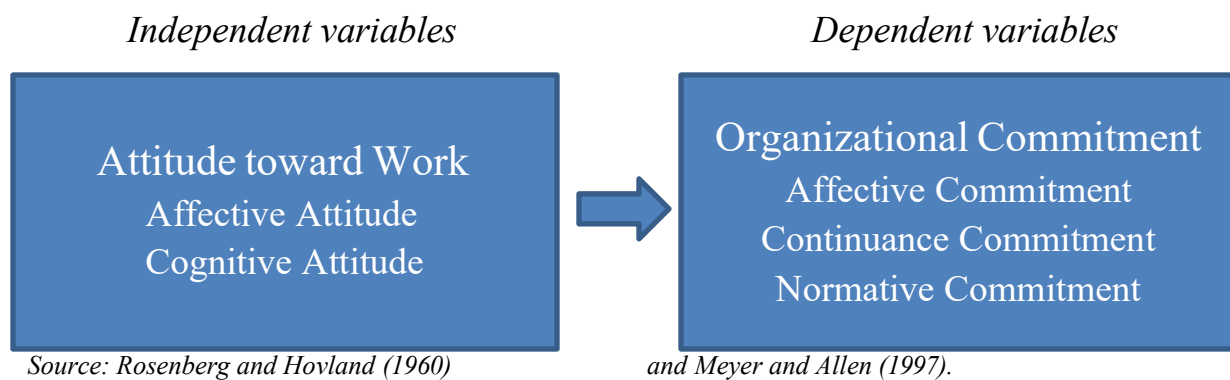 Independent variables
Dependent variables
Attitude toward Work
Affective Attitude
Cognitive Attitude
Organizational Commitment
Affective Commitment
Continuance Commitment
Normative Commitment
Source: Rosenberg and Hovland (1960) and Meyer and Allen (1997).